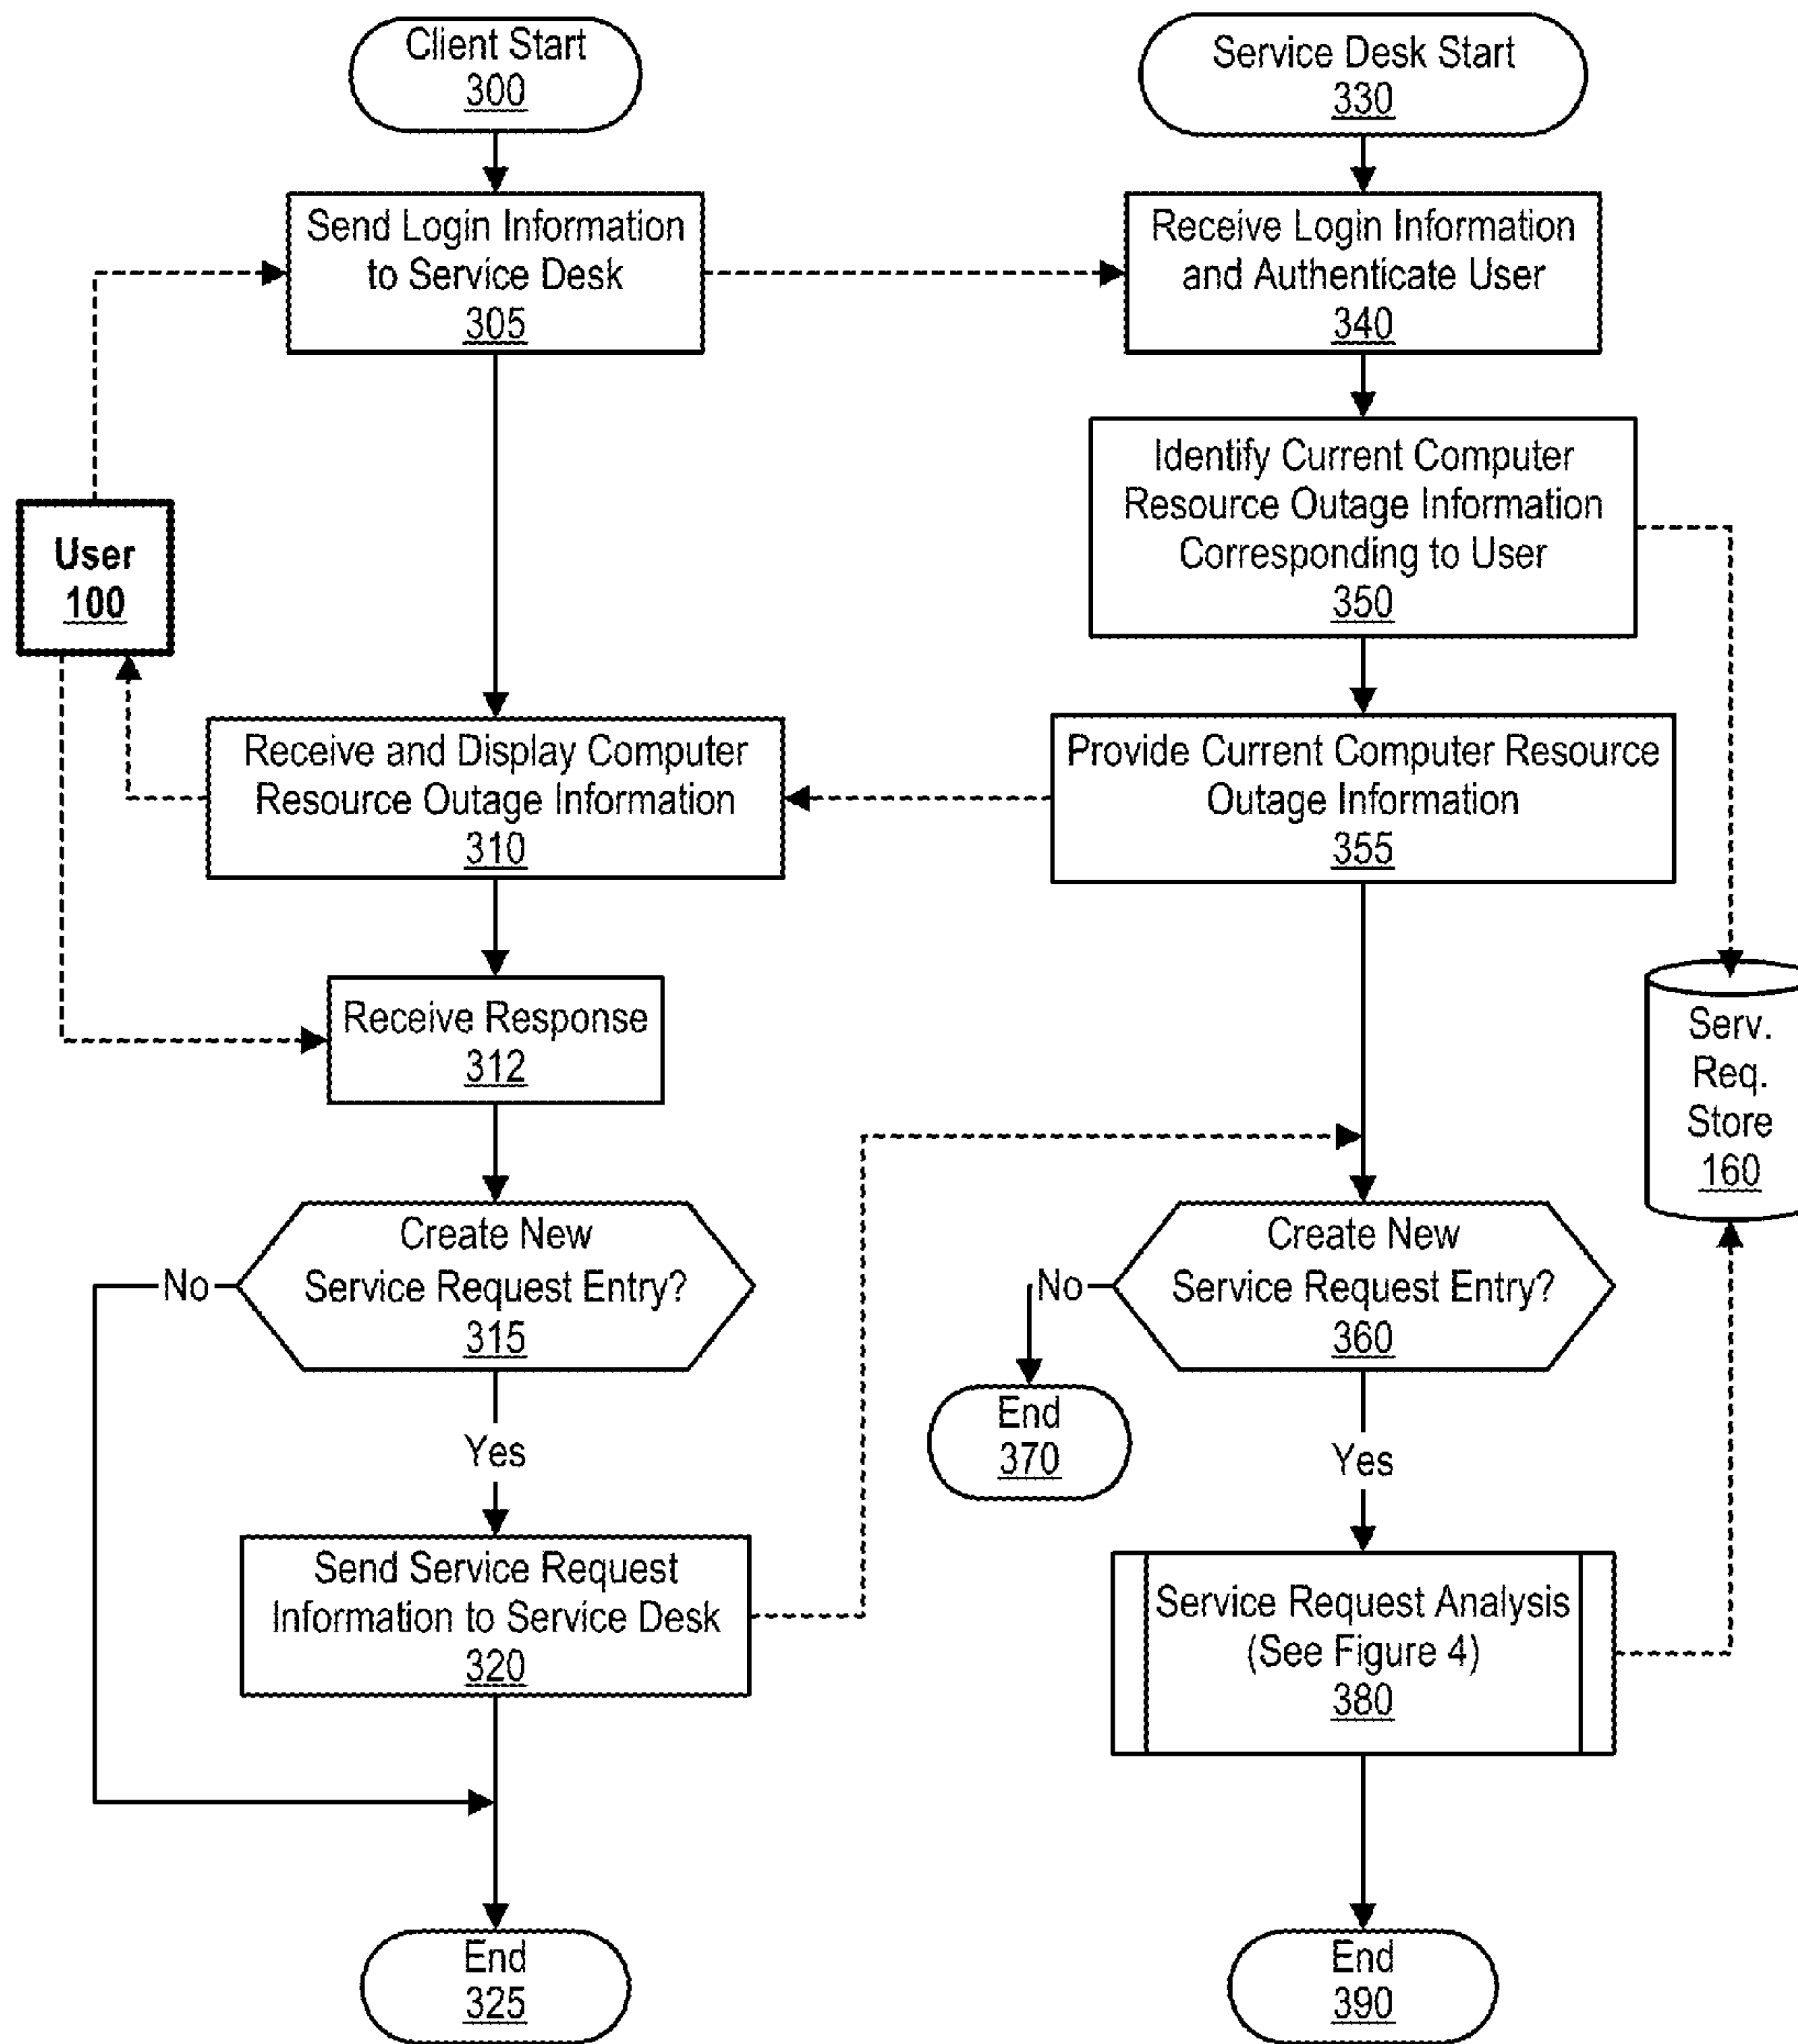 Client Start
300
Service Desk Start
330
Send Login Information
to Service Desk
305
Receive Login Information
and Authenticate User
340
Identify Current Computer
Resource Outage Information
Corresponding to User
350
User
100
Receive and Display Computer
Resource Outage Information
310
Provide Current Computer Resource
Outage Information
355
Receive Response
312
Serv.
Req.
Store
160
Create New
Service Request Entry?
315
No
Create New
Service Request Entry?
360
No
End
370
Yes
Yes
Send Service Request
Information to Service Desk
320
Service Request Analysis
(See Figure 4)
380
End
325
End
390